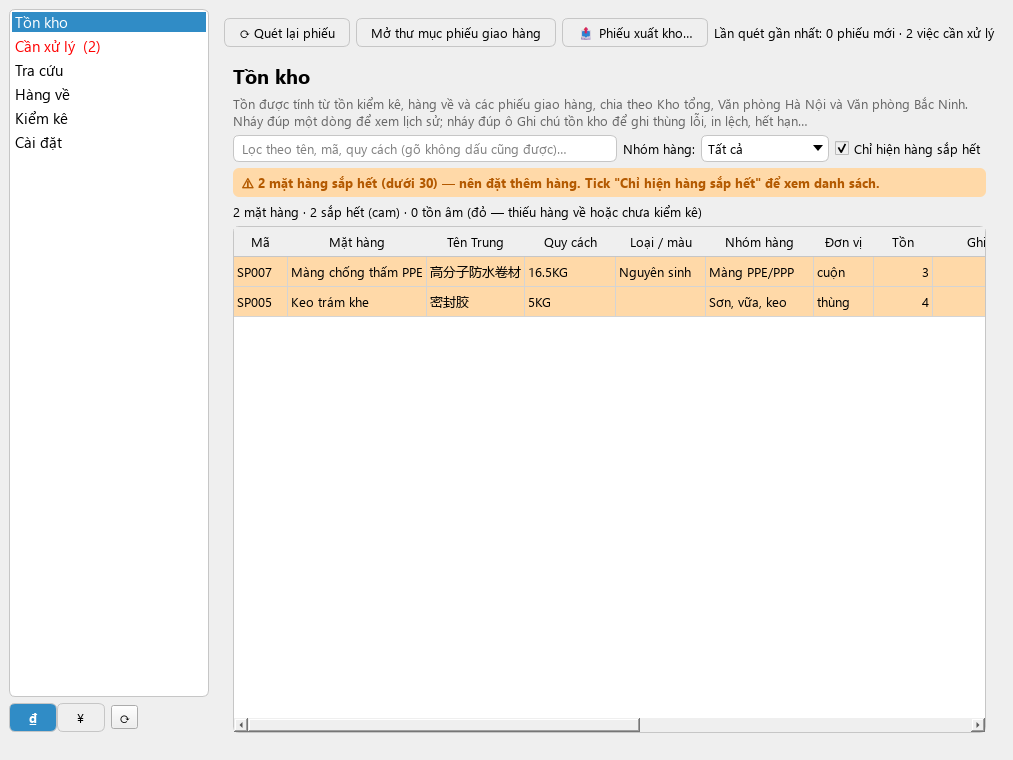 Tồn kho
Cần xử lý (2)
Tra cứu
Hàng về
Kiểm kê
Cài đặt
₫ ¥ ⟳
⟳ Quét lại phiếu Mở thư mục phiếu giao hàng 📤 Phiếu xuất kho... Lần quét gần nhất: 0 phiếu mới · 2 việc cần xử lý
Tồn kho
Tồn được tính từ tồn kiểm kê, hàng về và các phiếu giao hàng, chia theo Kho tổng, Văn phòng Hà Nội và Văn phòng Bắc Ninh.
Nháy đúp một dòng để xem lịch sử; nháy đúp ô Ghi chú tồn kho để ghi thùng lỗi, in lệch, hết hạn...
Lọc theo tên, mã, quy cách (gõ không dấu cũng được)... Nhóm hàng: Tất cả Chỉ hiện hàng sắp hết
⚠ 2 mặt hàng sắp hết (dưới 30) — nên đặt thêm hàng. Tick "Chỉ hiện hàng sắp hết" để xem danh sách.
2 mặt hàng · 2 sắp hết (cam) · 0 tồn âm (đỏ — thiếu hàng về hoặc chưa kiểm kê)
Mã Mặt hàng Tên Trung Quy cách Loại / màu Nhóm hàng Đơn vị Tồn Ghi
SP007 Màng chống thấm PPE 高分子防水卷材 16.5KG Nguyên sinh Màng PPE/PPP cuộn 3
SP005 Keo trám khe 密封胶 5KG Sơn, vữa, keo thùng 4